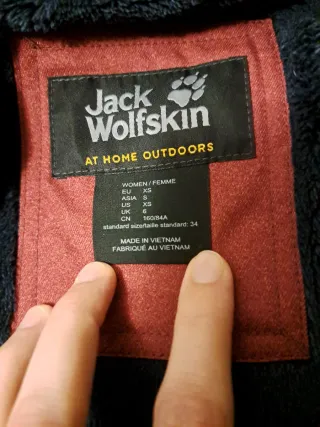 Jack
Wolfskin
AT HOME OUTDOORS
WOMEN / FEMME
EU XS
ASIA S
US XS
UK 6
CN 160/84A
standard size/taille standard: 34
MADE IN VIETNAM
FABRIQUÉ AU VIETNAM